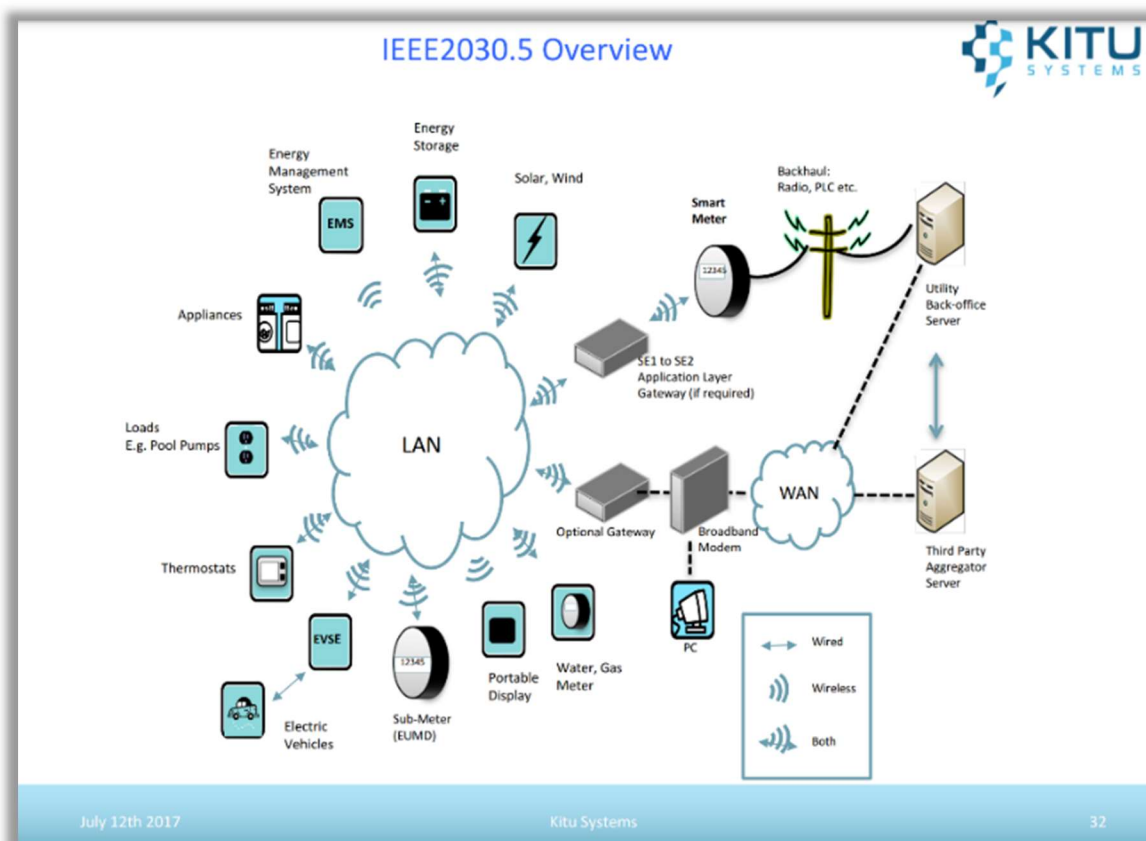 IEEE2030.5 Overview
KITU
SYSTEMS
Energy
Storage
Energy
Management
System
EMS
Solar, Wind
Backhaul:
Radio, PLC etc.
Smart
Meter
12345
Utility
Back-office
Server
Appliances
SE1 to SE2
Application Layer
Gateway (if required)
Loads
E.g. Pool Pumps
LAN
WAN
Optional Gateway
Broadband
Modem
Third Party
Aggregator
Server
Thermostats
EVSE
12345
PC
Portable
Display
Water, Gas
Meter
Sub-Meter
(EUMD)
Electric
Vehicles
Wired
Wireless
Both
July 12th 2017
Kitu Systems
32